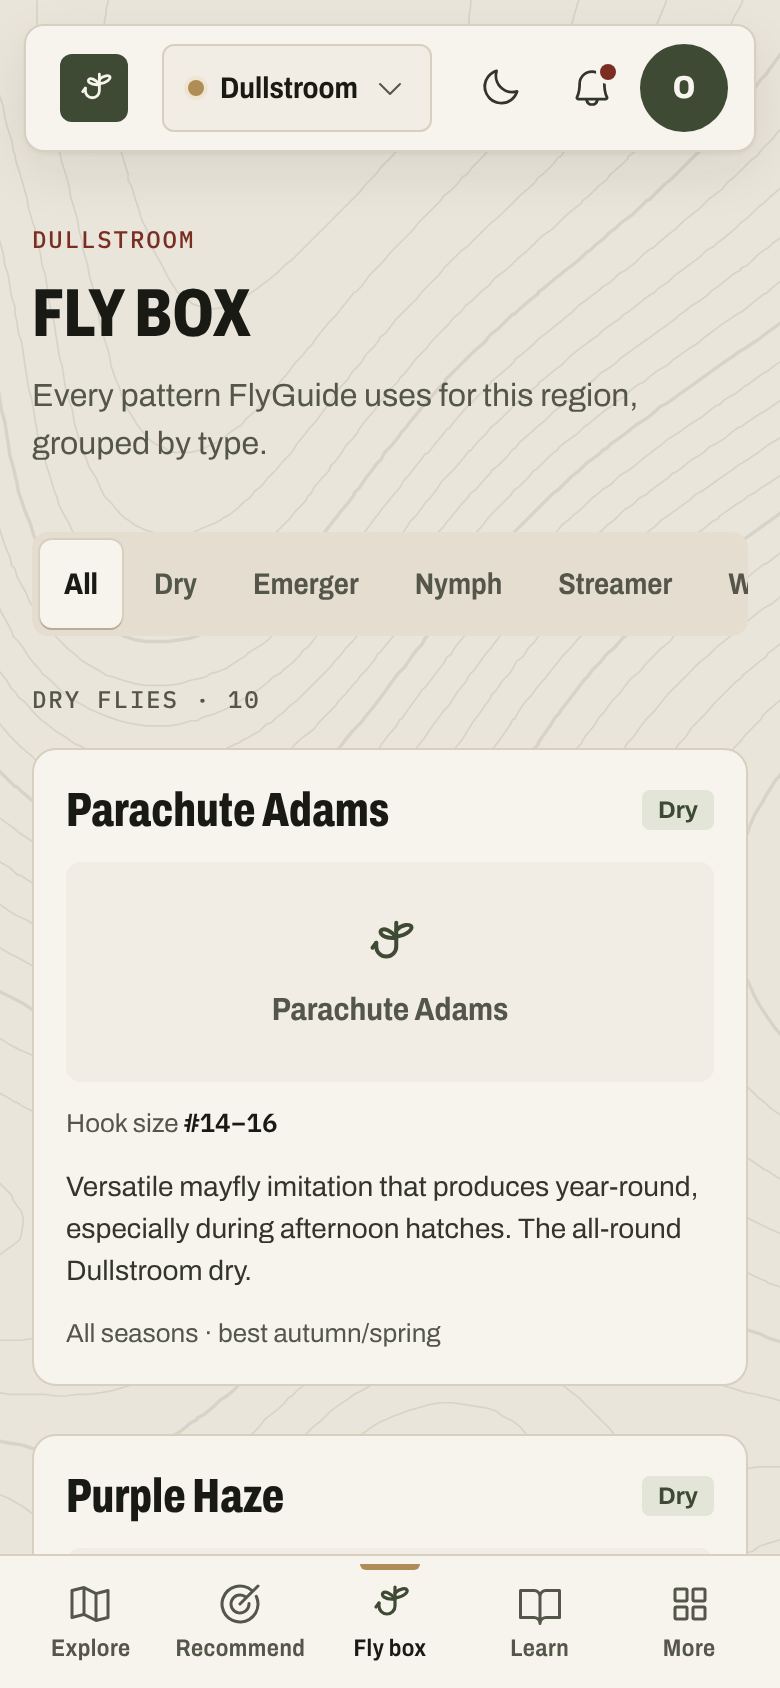 Dullstroom
O
DULLSTROOM
FLY BOX
Every pattern FlyGuide uses for this region,
grouped by type.
All Dry Emerger Nymph Streamer W
DRY FLIES · 10
Parachute Adams
Dry
Parachute Adams
Hook size #14–16
Versatile mayfly imitation that produces year-round,
especially during afternoon hatches. The all-round
Dullstroom dry.
All seasons · best autumn/spring
Purple Haze
Dry
Explore Recommend Fly box Learn More